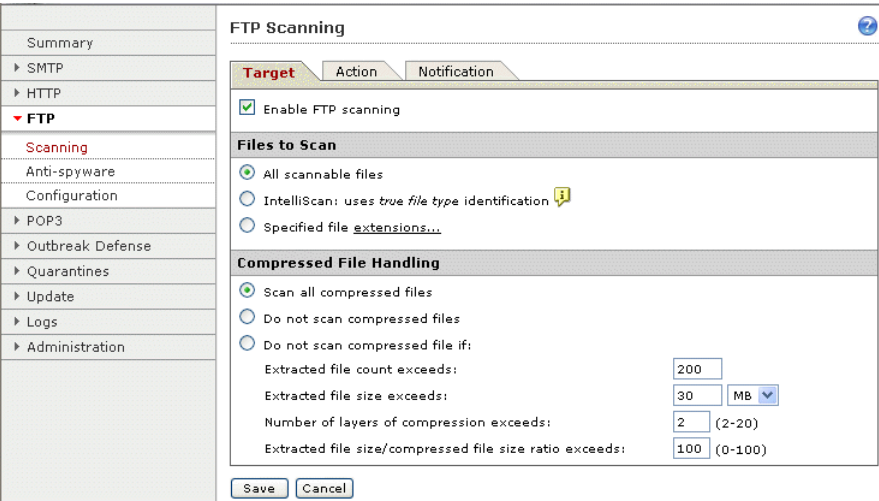 Summary
SMTP
HTTP
FTP
Scanning
Anti-spyware
Configuration
POP3
Outbreak Defense
Quarantines
Update
Logs
Administration
FTP Scanning
?
Target Action Notification
Enable FTP scanning
Files to Scan
All scannable files
IntelliScan: uses true file type identification i
Specified file extensions...
Compressed File Handling
Scan all compressed files
Do not scan compressed files
Do not scan compressed file if:
Extracted file count exceeds: 200
Extracted file size exceeds: 30 MB
Number of layers of compression exceeds: 2 (2-20)
Extracted file size/compressed file size ratio exceeds: 100 (0-100)
Save Cancel